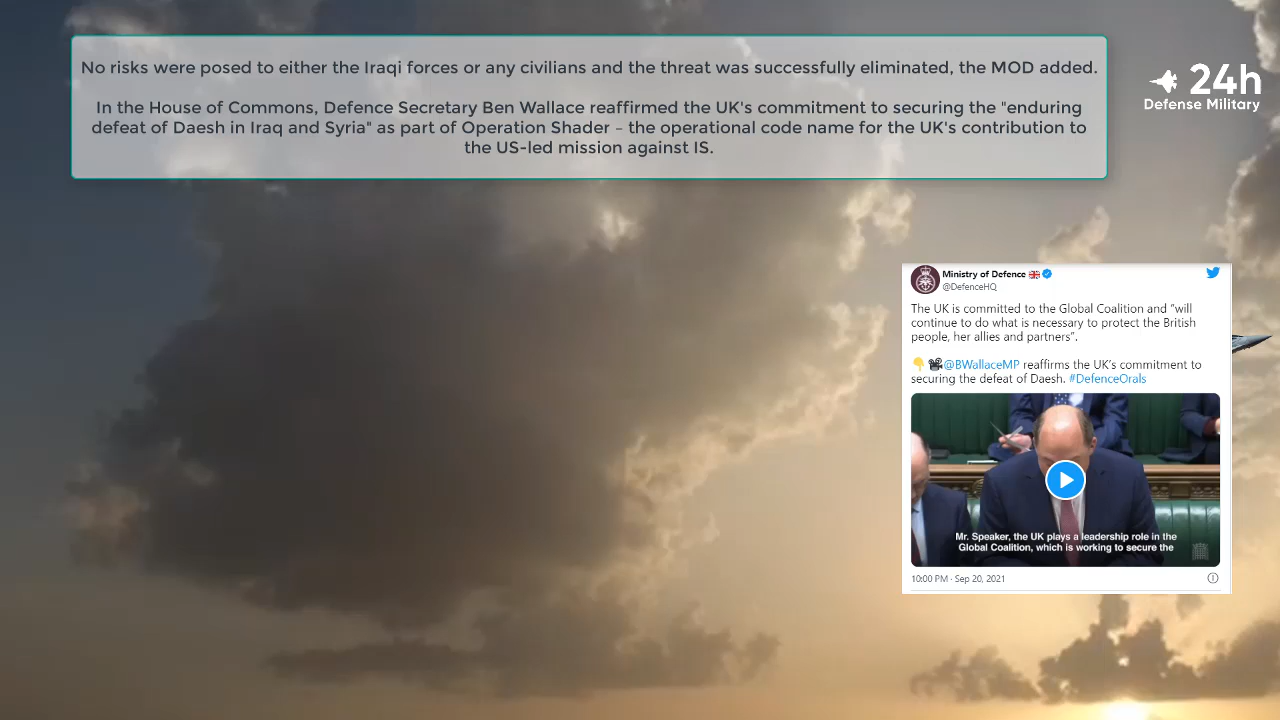 No risks were posed to either the Iraqi forces or any civilians and the threat was successfully eliminated, the MOD added.
In the House of Commons, Defence Secretary Ben Wallace reaffirmed the UK's commitment to securing the "enduring
defeat of Daesh in Iraq and Syria" as part of Operation Shader – the operational code name for the UK's contribution to
the US-led mission against IS.
24h
Defense Military
Ministry of Defence 🇬🇧
@DefenceHQ
The UK is committed to the Global Coalition and "will
continue to do what is necessary to protect the British
people, her allies and partners".
👇📽@BWallaceMP reaffirms the UK's commitment to
securing the defeat of Daesh. #DefenceOrals
Mr. Speaker, the UK plays a leadership role in the
Global Coalition, which is working to secure the
10:00 PM · Sep 20, 2021